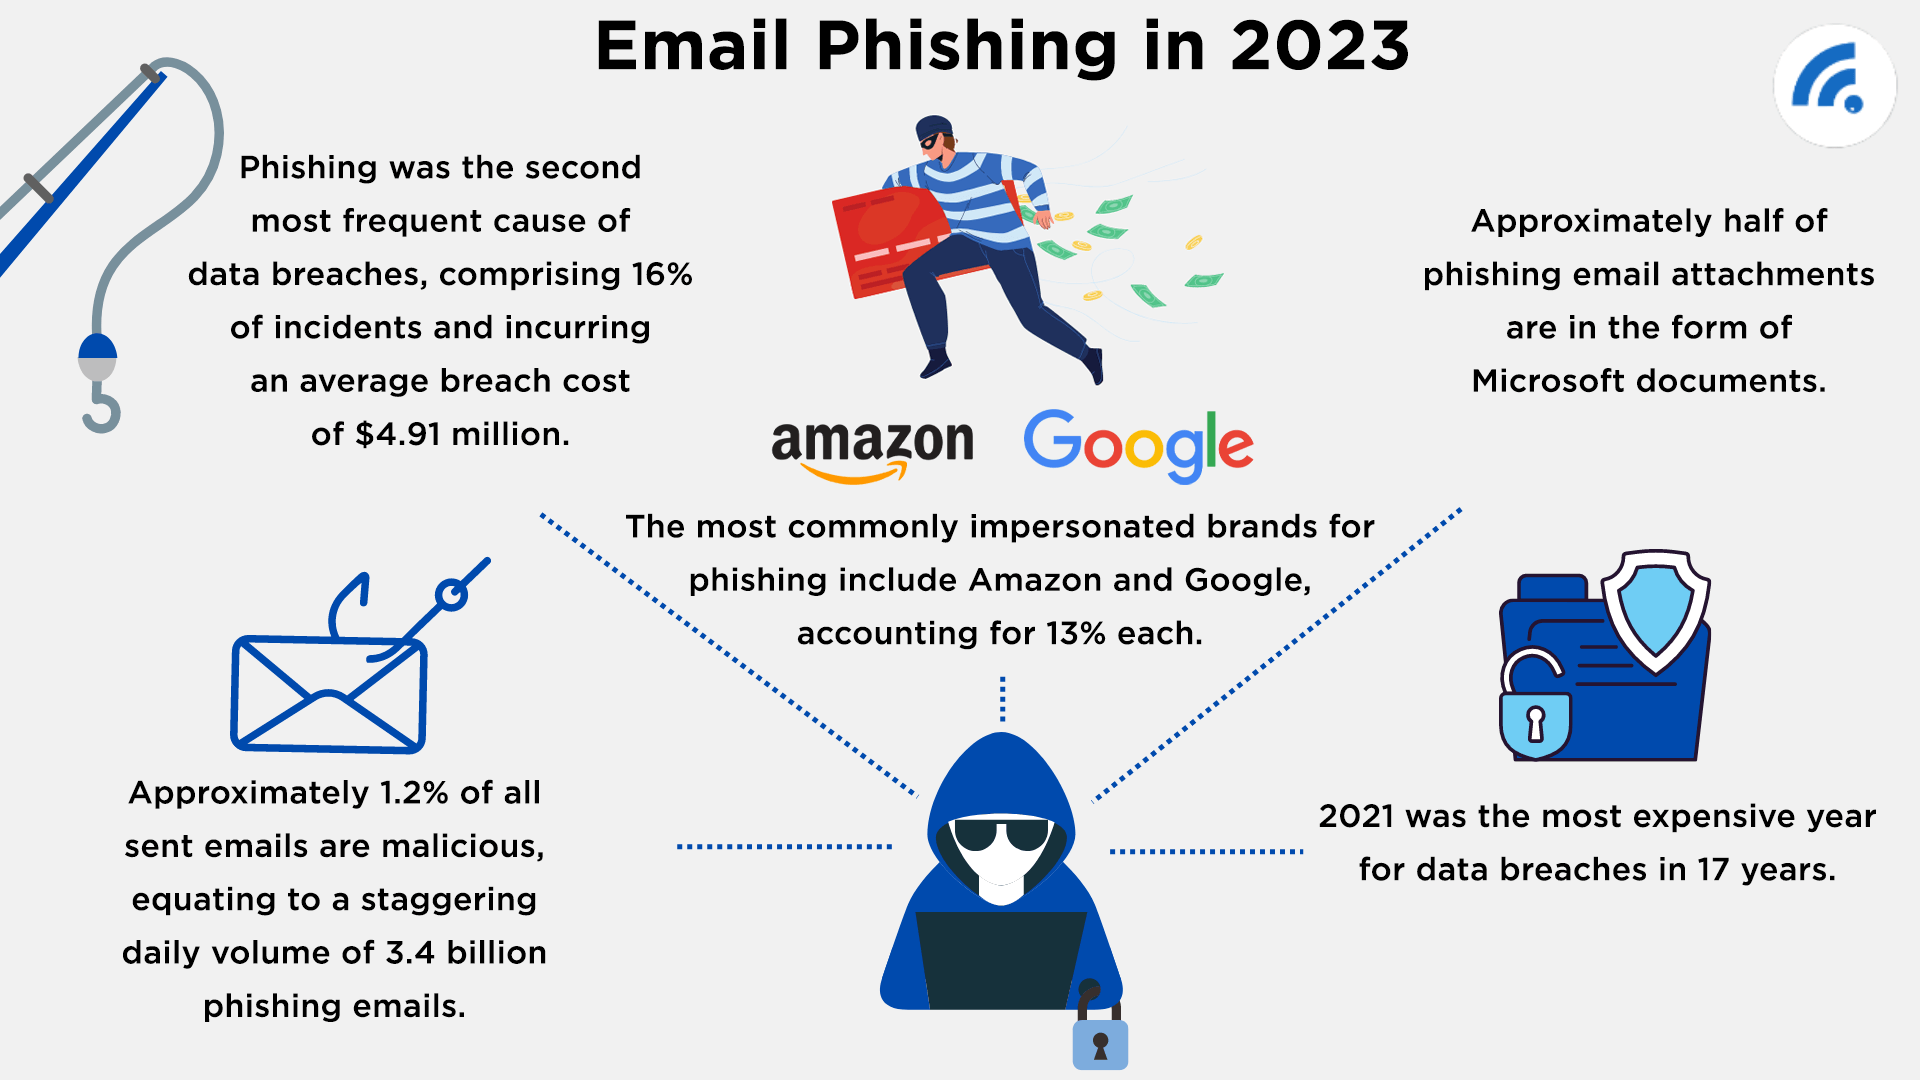 Email Phishing in 2023
Phishing was the second
most frequent cause of
data breaches, comprising 16%
of incidents and incurring
an average breach cost
of $4.91 million.
Approximately half of
phishing email attachments
are in the form of
Microsoft documents.
amazon Google
The most commonly impersonated brands for
phishing include Amazon and Google,
accounting for 13% each.
Approximately 1.2% of all
sent emails are malicious,
equating to a staggering
daily volume of 3.4 billion
phishing emails.
2021 was the most expensive year
for data breaches in 17 years.